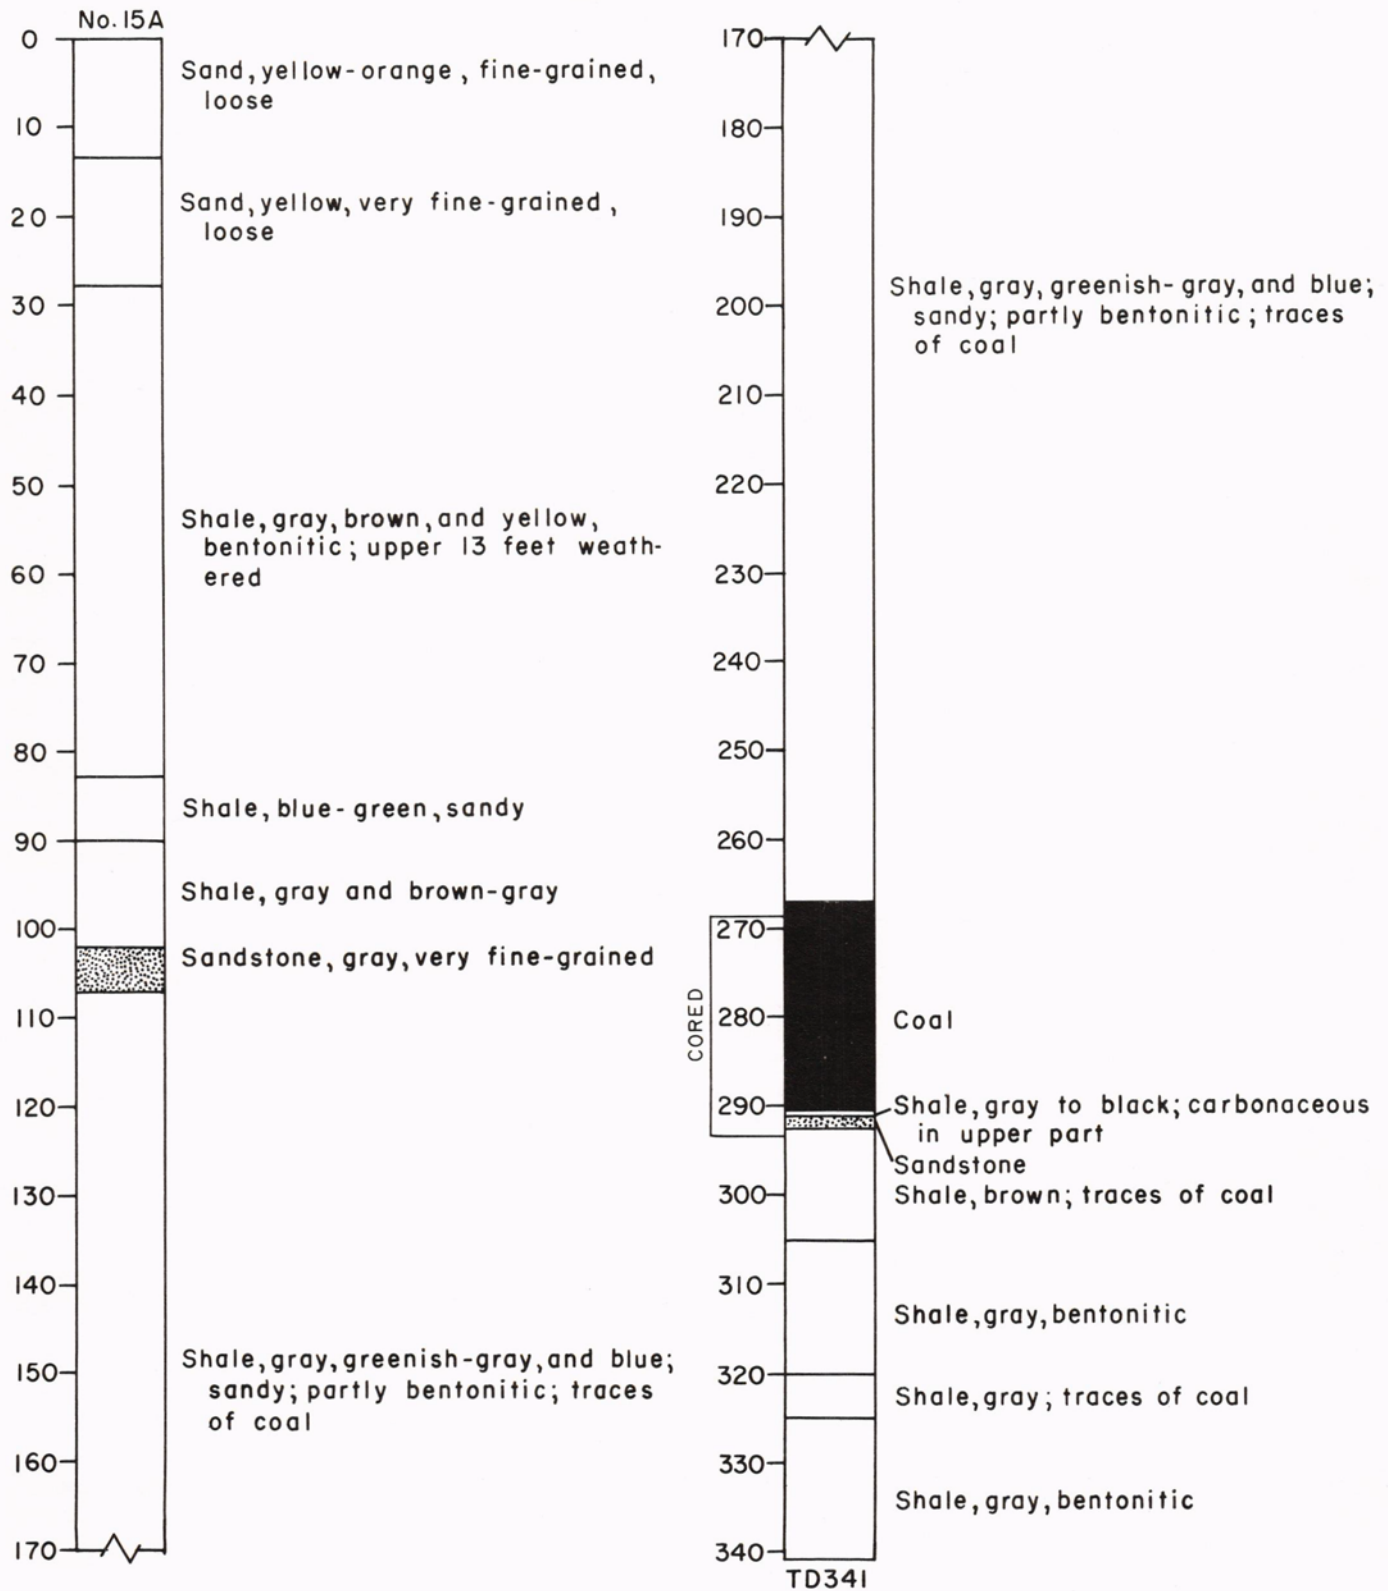 No. 15A
0
10
20
30
40
50
60
70
80
90
100
110
120
130
140
150
160
170
Sand, yellow-orange, fine-grained,
loose
Sand, yellow, very fine-grained,
loose
Shale, gray, brown, and yellow,
bentonitic; upper 13 feet weath-
ered
Shale, blue-green, sandy
Shale, gray and brown-gray
Sandstone, gray, very fine-grained
Shale, gray, greenish-gray, and blue;
sandy; partly bentonitic; traces
of coal
170
180
190
200
210
220
230
240
250
260
270
280
290
300
310
320
330
340
CORED
Shale, gray, greenish-gray, and blue;
sandy; partly bentonitic; traces
of coal
Coal
Shale, gray to black; carbonaceous
in upper part
Sandstone
Shale, brown; traces of coal
Shale, gray, bentonitic
Shale, gray; traces of coal
Shale, gray, bentonitic
TD341